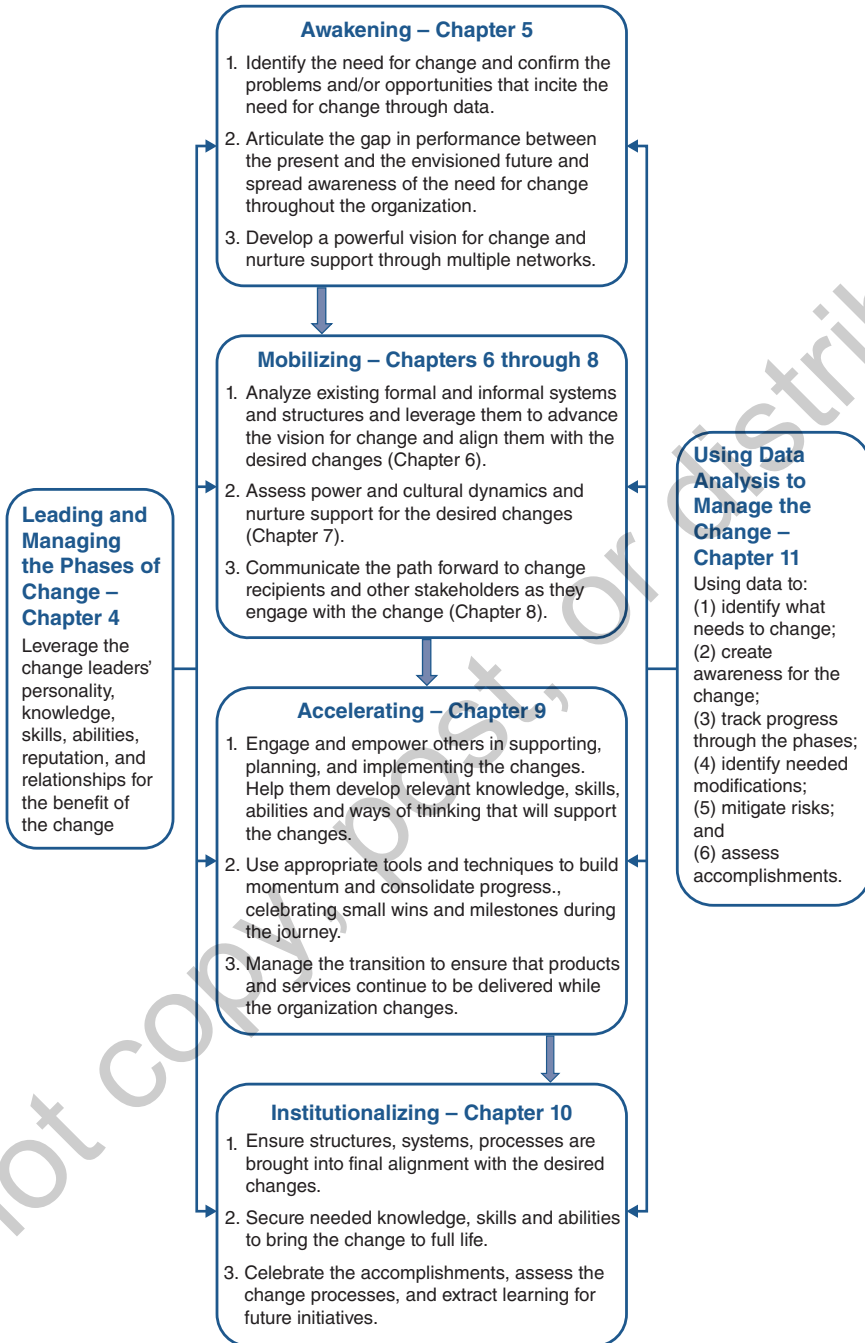 Awakening – Chapter 5
1. Identify the need for change and confirm the
problems and/or opportunities that incite the
need for change through data.
2. Articulate the gap in performance between
the present and the envisioned future and
spread awareness of the need for change
throughout the organization.
3. Develop a powerful vision for change and
nurture support through multiple networks.
Mobilizing – Chapters 6 through 8
1. Analyze existing formal and informal systems
and structures and leverage them to advance
the vision for change and align them with the
desired changes (Chapter 6).
2. Assess power and cultural dynamics and
nurture support for the desired changes
(Chapter 7).
3. Communicate the path forward to change
recipients and other stakeholders as they
engage with the change (Chapter 8).
Leading and
Managing
the Phases of
Change –
Chapter 4
Leverage the
change leaders’
personality,
knowledge,
skills, abilities,
reputation, and
relationships for
the benefit of
the change
Using Data
Analysis to
Manage the
Change –
Chapter 11
Using data to:
(1) identify what
needs to change;
(2) create
awareness for the
change;
(3) track progress
through the phases;
(4) identify needed
modifications;
(5) mitigate risks;
and
(6) assess
accomplishments.
Accelerating – Chapter 9
1. Engage and empower others in supporting,
planning, and implementing the changes.
Help them develop relevant knowledge, skills,
abilities and ways of thinking that will support
the changes.
2. Use appropriate tools and techniques to build
momentum and consolidate progress.,
celebrating small wins and milestones during
the journey.
3. Manage the transition to ensure that products
and services continue to be delivered while
the organization changes.
Institutionalizing – Chapter 10
1. Ensure structures, systems, processes are
brought into final alignment with the desired
changes.
2. Secure needed knowledge, skills and abilities
to bring the change to full life.
3. Celebrate the accomplishments, assess the
change processes, and extract learning for
future initiatives.
not copy, post, or distrib